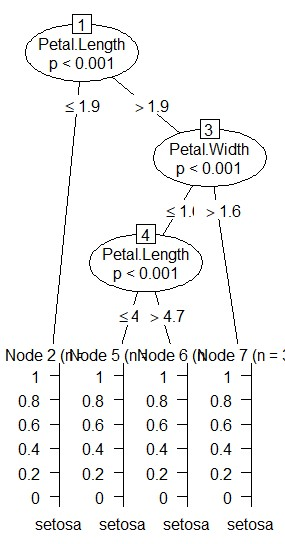 1
Petal.Length
p < 0.001
≤ 1.9 > 1.9
3
Petal.Width
p < 0.001
> 1.6
4
Petal.Length
p < 0.001
≤ 4 > 4.7
Node 2 Node 5 Node 6 Node 7 (n =
1 1 1 1
0.8 0.8 0.8 0.8
0.6 0.6 0.6 0.6
0.4 0.4 0.4 0.4
0.2 0.2 0.2 0.2
0 0 0 0
setosa setosa setosa setosa